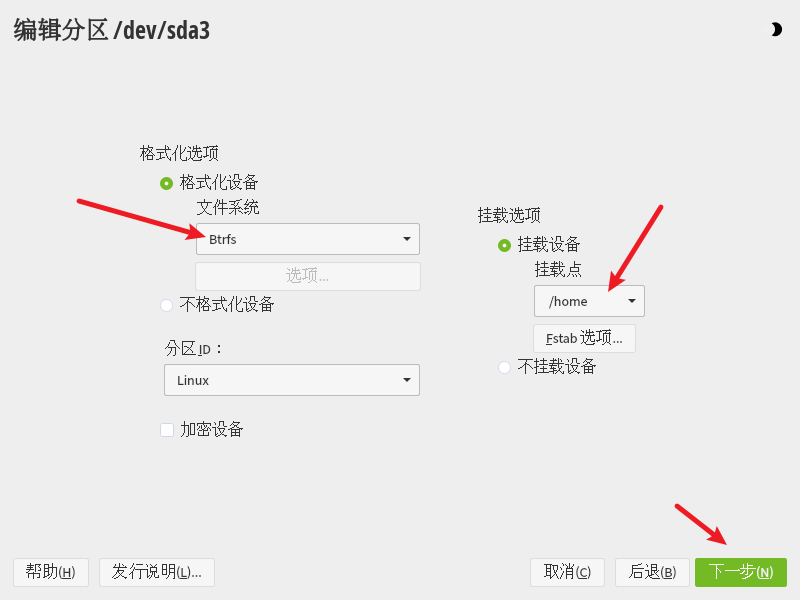 编辑分区 /dev/sda3
格式化选项
格式化设备
文件系统
Btrfs
选项...
不格式化设备
分区 ID：
Linux
加密设备
挂载选项
挂载设备
挂载点
/home
Fstab 选项...
不挂载设备
帮助(H)
发行说明(L)...
取消(C)
后退(B)
下一步(N)